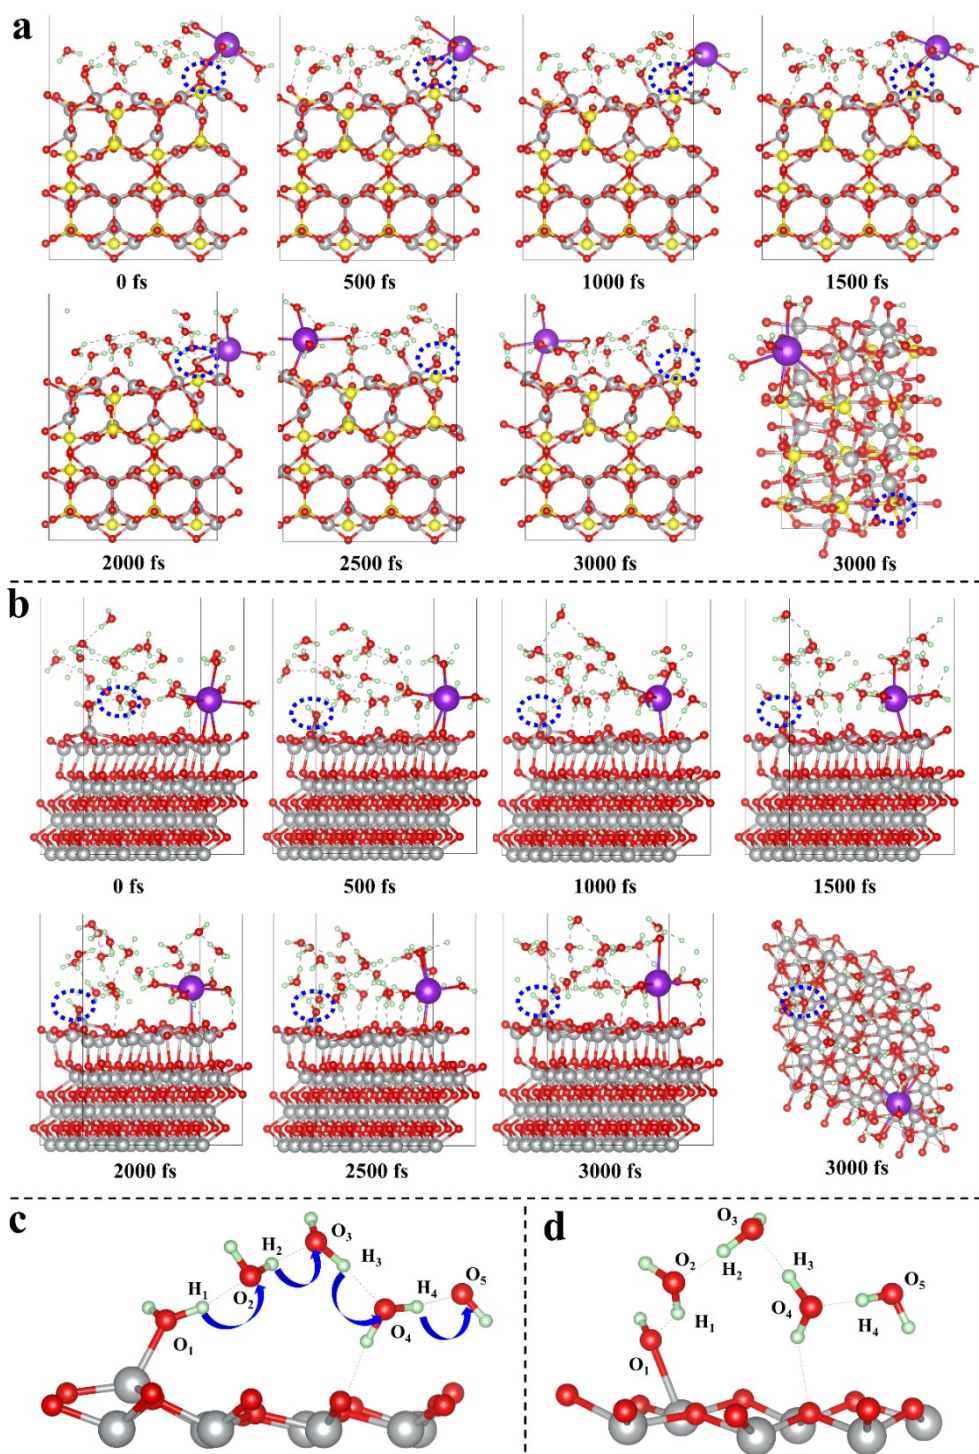 a
0 fs
500 fs
1000 fs
1500 fs
2000 fs
2500 fs
3000 fs
3000 fs
b
0 fs
500 fs
1000 fs
1500 fs
2000 fs
2500 fs
3000 fs
3000 fs
c
H₁
O₁
O₂
H₂
O₃
H₃
O₄
H₄
O₅
d
O₁
H₁
O₂
H₂
O₃
H₃
O₄
H₄
O₅